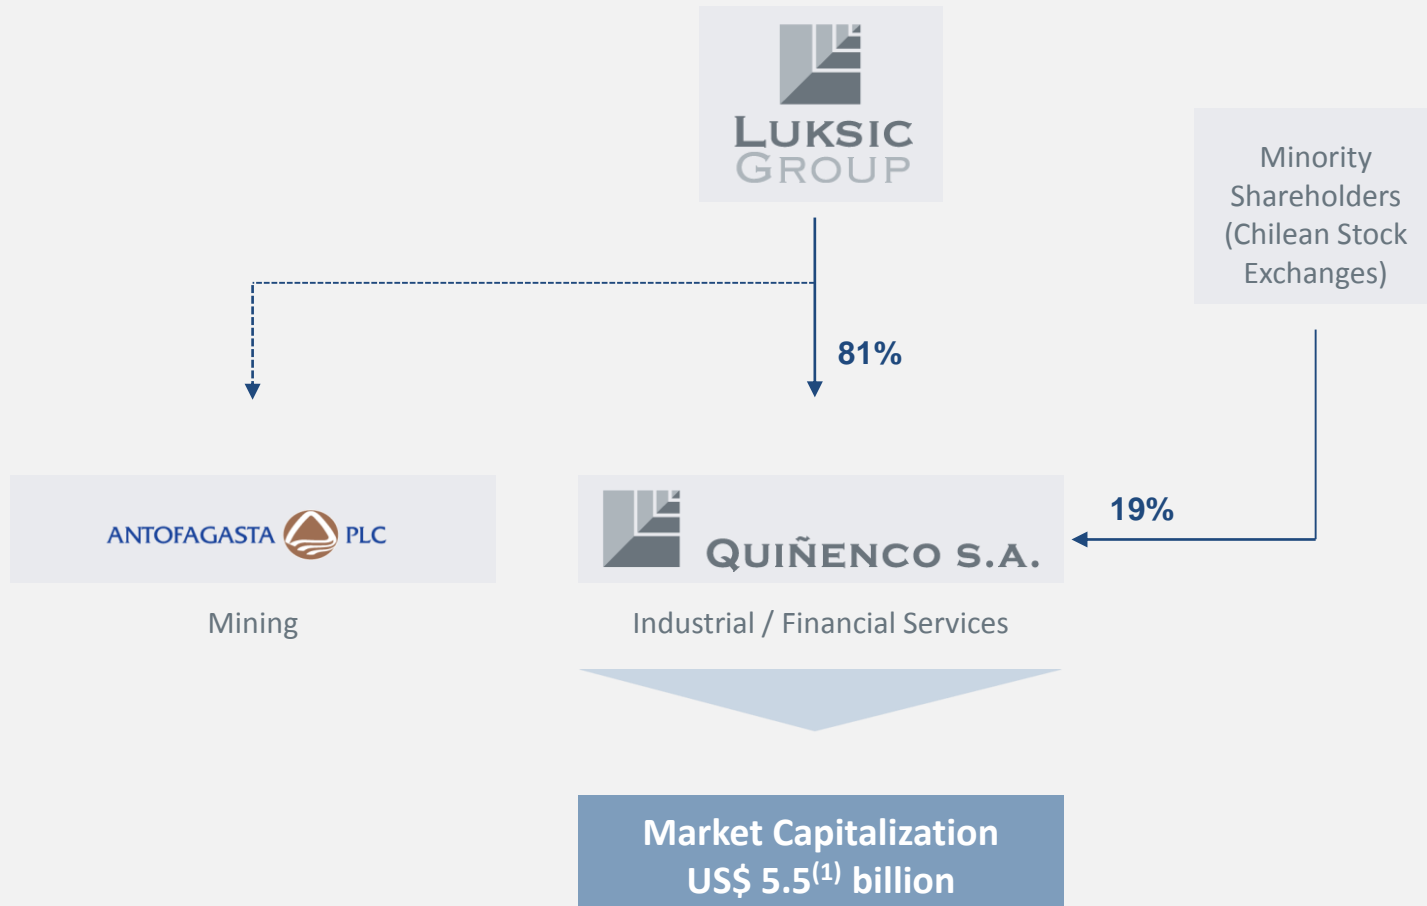 LUKSIC
GROUP
Minority
Shareholders
(Chilean Stock
Exchanges)
81%
19%
ANTOFAGASTA PLC
QUIÑENCO S.A.
Mining
Industrial / Financial Services
Market Capitalization
US$ 5.5(1) billion